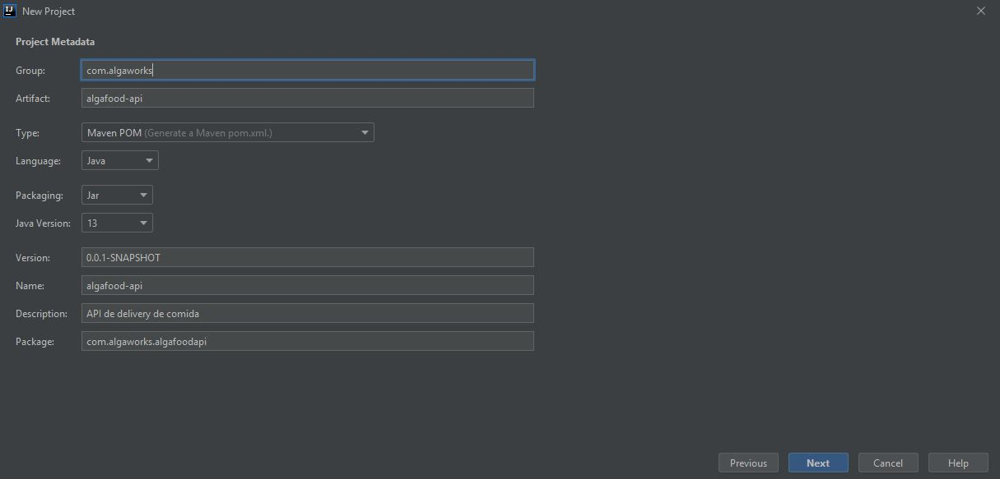 IJ
New Project
Project Metadata
Group: com.algaworks
Artifact: algafood-api
Type: Maven POM (Generate a Maven pom.xml.)
Language: Java
Packaging: Jar
Java Version: 13
Version: 0.0.1-SNAPSHOT
Name: algafood-api
Description: API de delivery de comida
Package: com.algaworks.algafoodapi
Previous Next Cancel Help